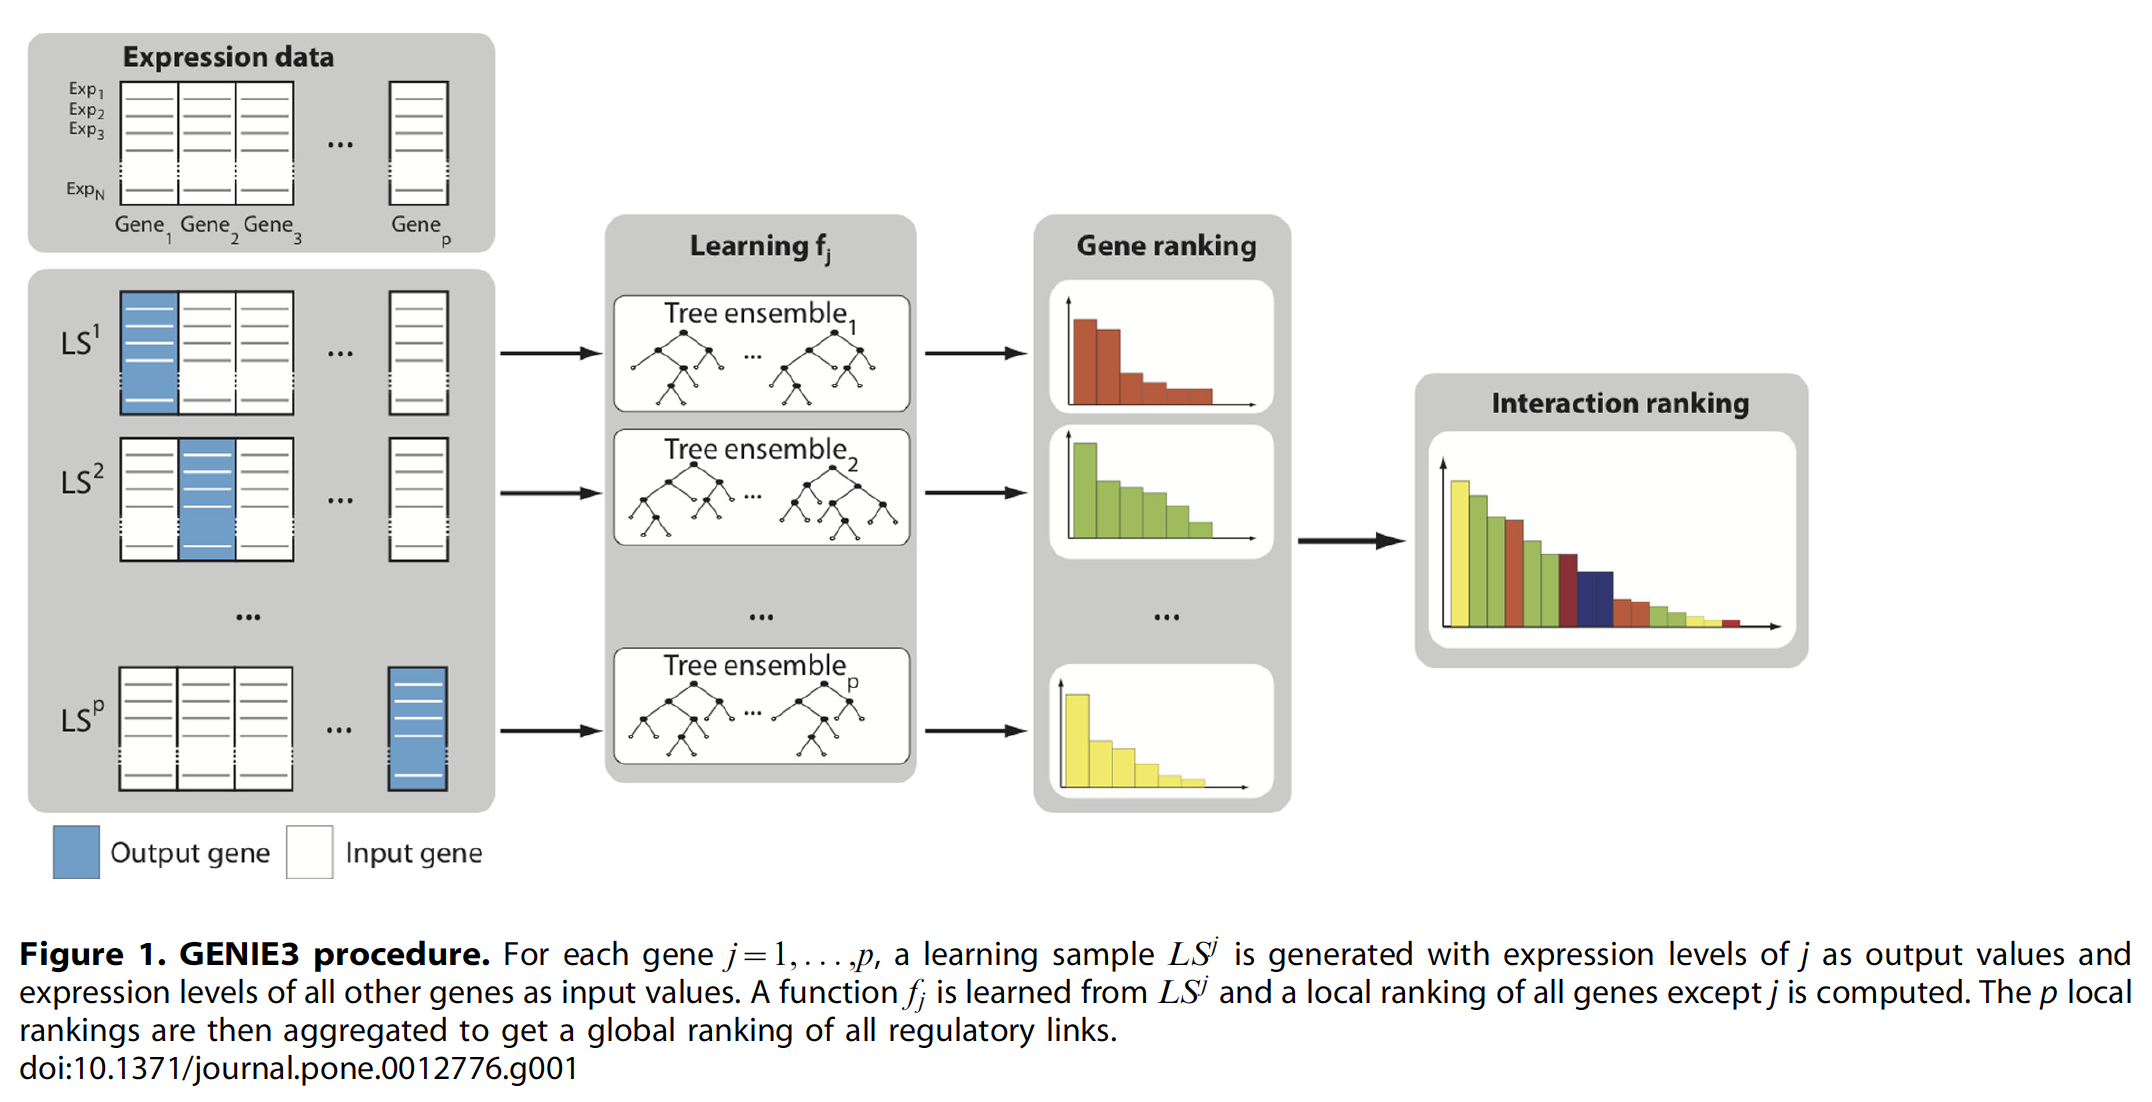 Expression data
Exp1
Exp2
Exp3
...
ExpN
Gene1 Gene2 Gene3 Genep
LS1
...
LS2
...
...
LSp
...
Output gene Input gene
Learning fj
Tree ensemble1
...
Tree ensemble2
...
...
Tree ensemblep
...
Gene ranking
...
Interaction ranking
Figure 1. GENIE3 procedure. For each gene j=1,...,p, a learning sample LSj is generated with expression levels of j as output values and
expression levels of all other genes as input values. A function fj is learned from LSj and a local ranking of all genes except j is computed. The p local
rankings are then aggregated to get a global ranking of all regulatory links.
doi:10.1371/journal.pone.0012776.g001